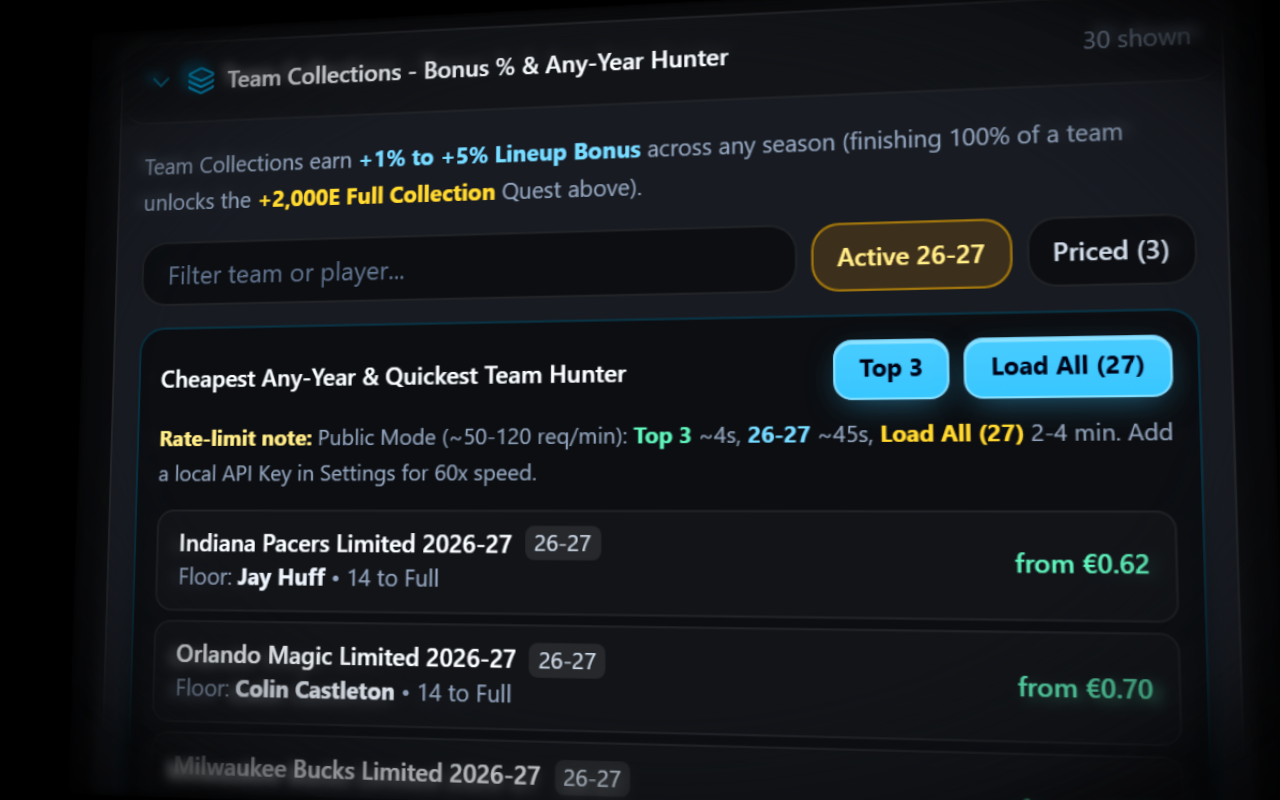 Team Collections - Bonus % & Any-Year Hunter
30 shown
Team Collections earn +1% to +5% Lineup Bonus across any season (finishing 100% of a team
unlocks the +2,000E Full Collection Quest above).
Filter team or player...
Active 26-27
Priced (3)
Cheapest Any-Year & Quickest Team Hunter
Top 3
Load All (27)
Rate-limit note: Public Mode (~50-120 req/min): Top 3 ~4s, 26-27 ~45s, Load All (27) 2-4 min. Add
a local API Key in Settings for 60x speed.
Indiana Pacers Limited 2026-27 26-27
Floor: Jay Huff • 14 to Full
from €0.62
Orlando Magic Limited 2026-27 26-27
Floor: Colin Castleton • 14 to Full
from €0.70
Milwaukee Bucks Limited 2026-27 26-27